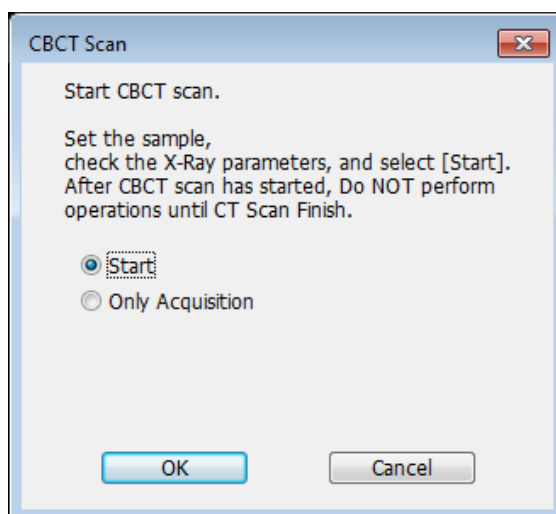 CBCT Scan
Start CBCT scan.
Set the sample,
check the X-Ray parameters, and select [Start].
After CBCT scan has started, Do NOT perform
operations until CT Scan Finish.
Start
Only Acquisition
OK
Cancel